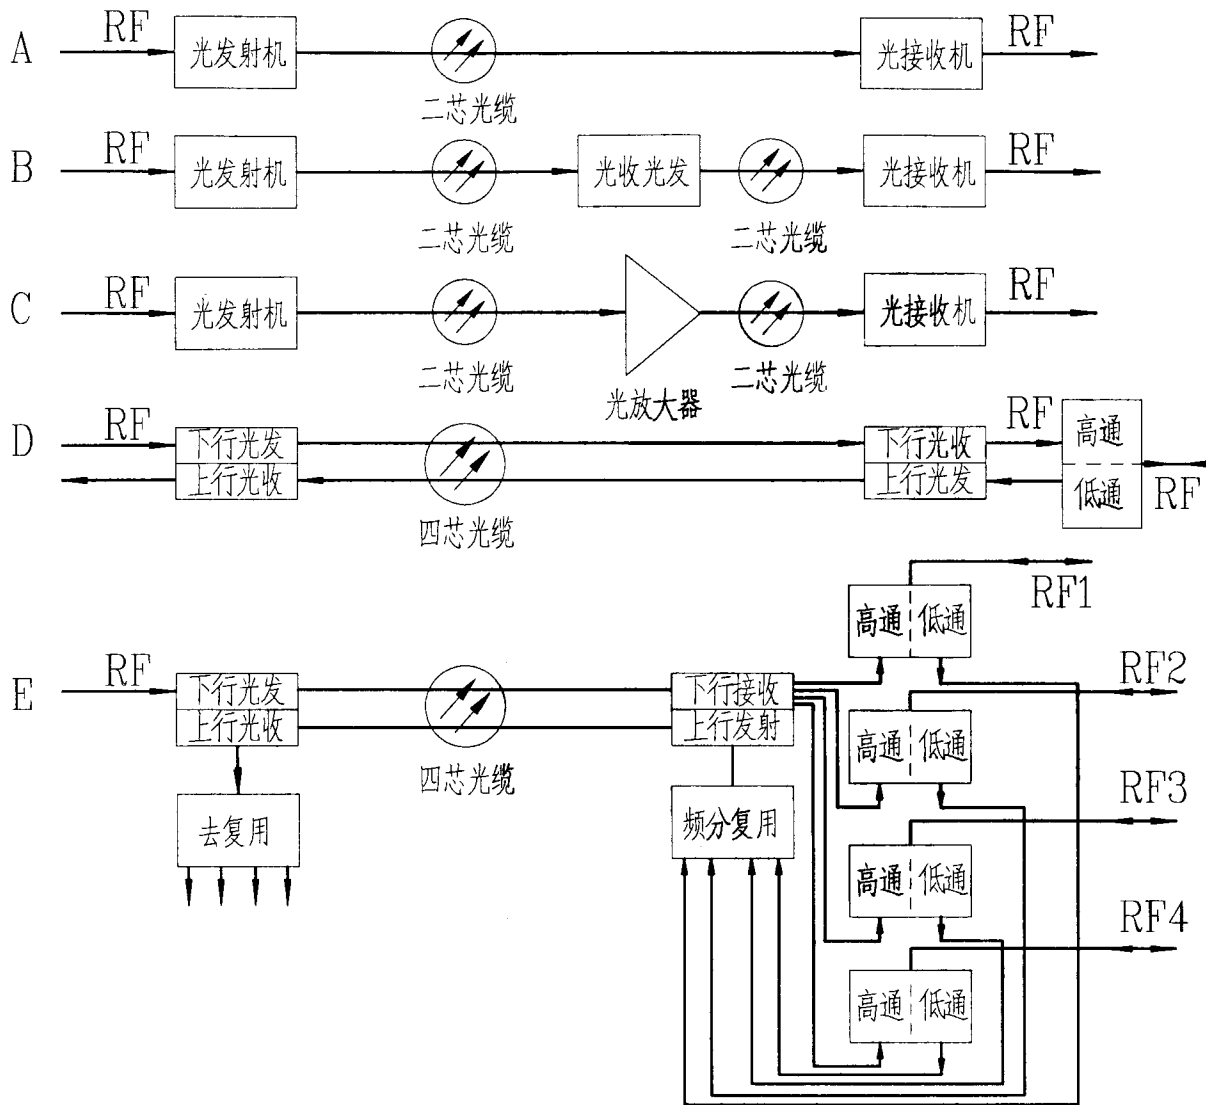 A RF 光发射机 光接收机 RF
二芯光缆
B RF 光发射机 光收光发 光接收机 RF
二芯光缆 二芯光缆
C RF 光发射机 光接收机 RF
二芯光缆 光放大器 二芯光缆
D RF 下行光发 下行光收 RF 高通
上行光收 上行光发 低通 RF
四芯光缆
高通 低通 RF1
E RF 下行光发 下行接收 RF2
上行光收 上行发射 高通 低通
四芯光缆
去复用 频分复用 RF3
高通 低通
RF4
高通 低通